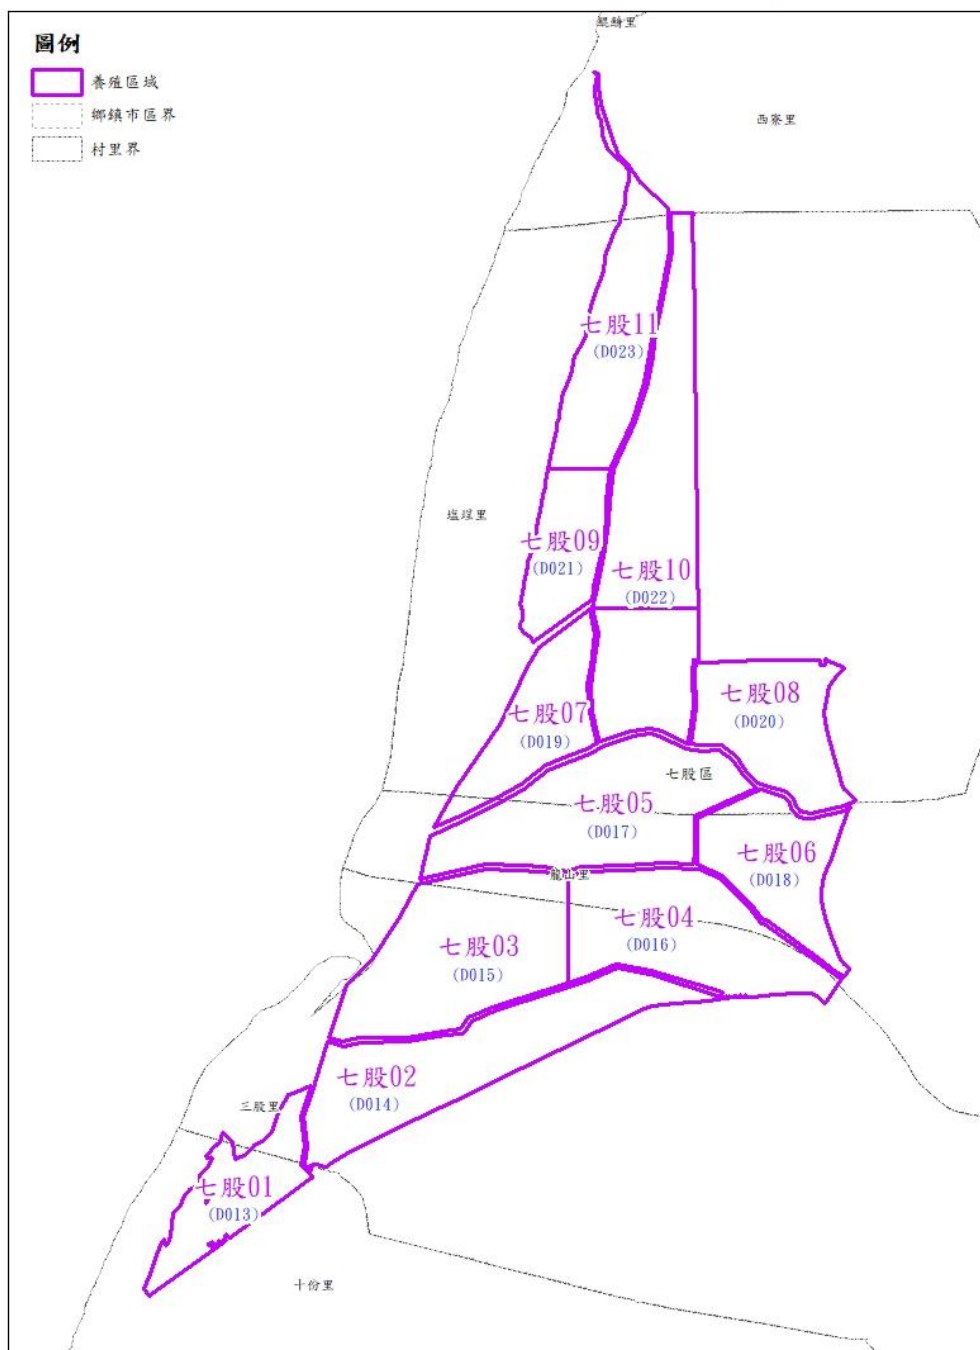 鯤鯓里
圖例
養殖區域
鄉鎮市區界
村里界
西寮里
七股11
(D023)
塩埕里
七股09
(D021)
七股10
(D022)
七股08
(D020)
七股07
(D019)
七股區
七股05
(D017)
七股06
(D018)
龍山里
七股04
(D016)
七股03
(D015)
七股02
(D014)
三股里
七股01
(D013)
十份里